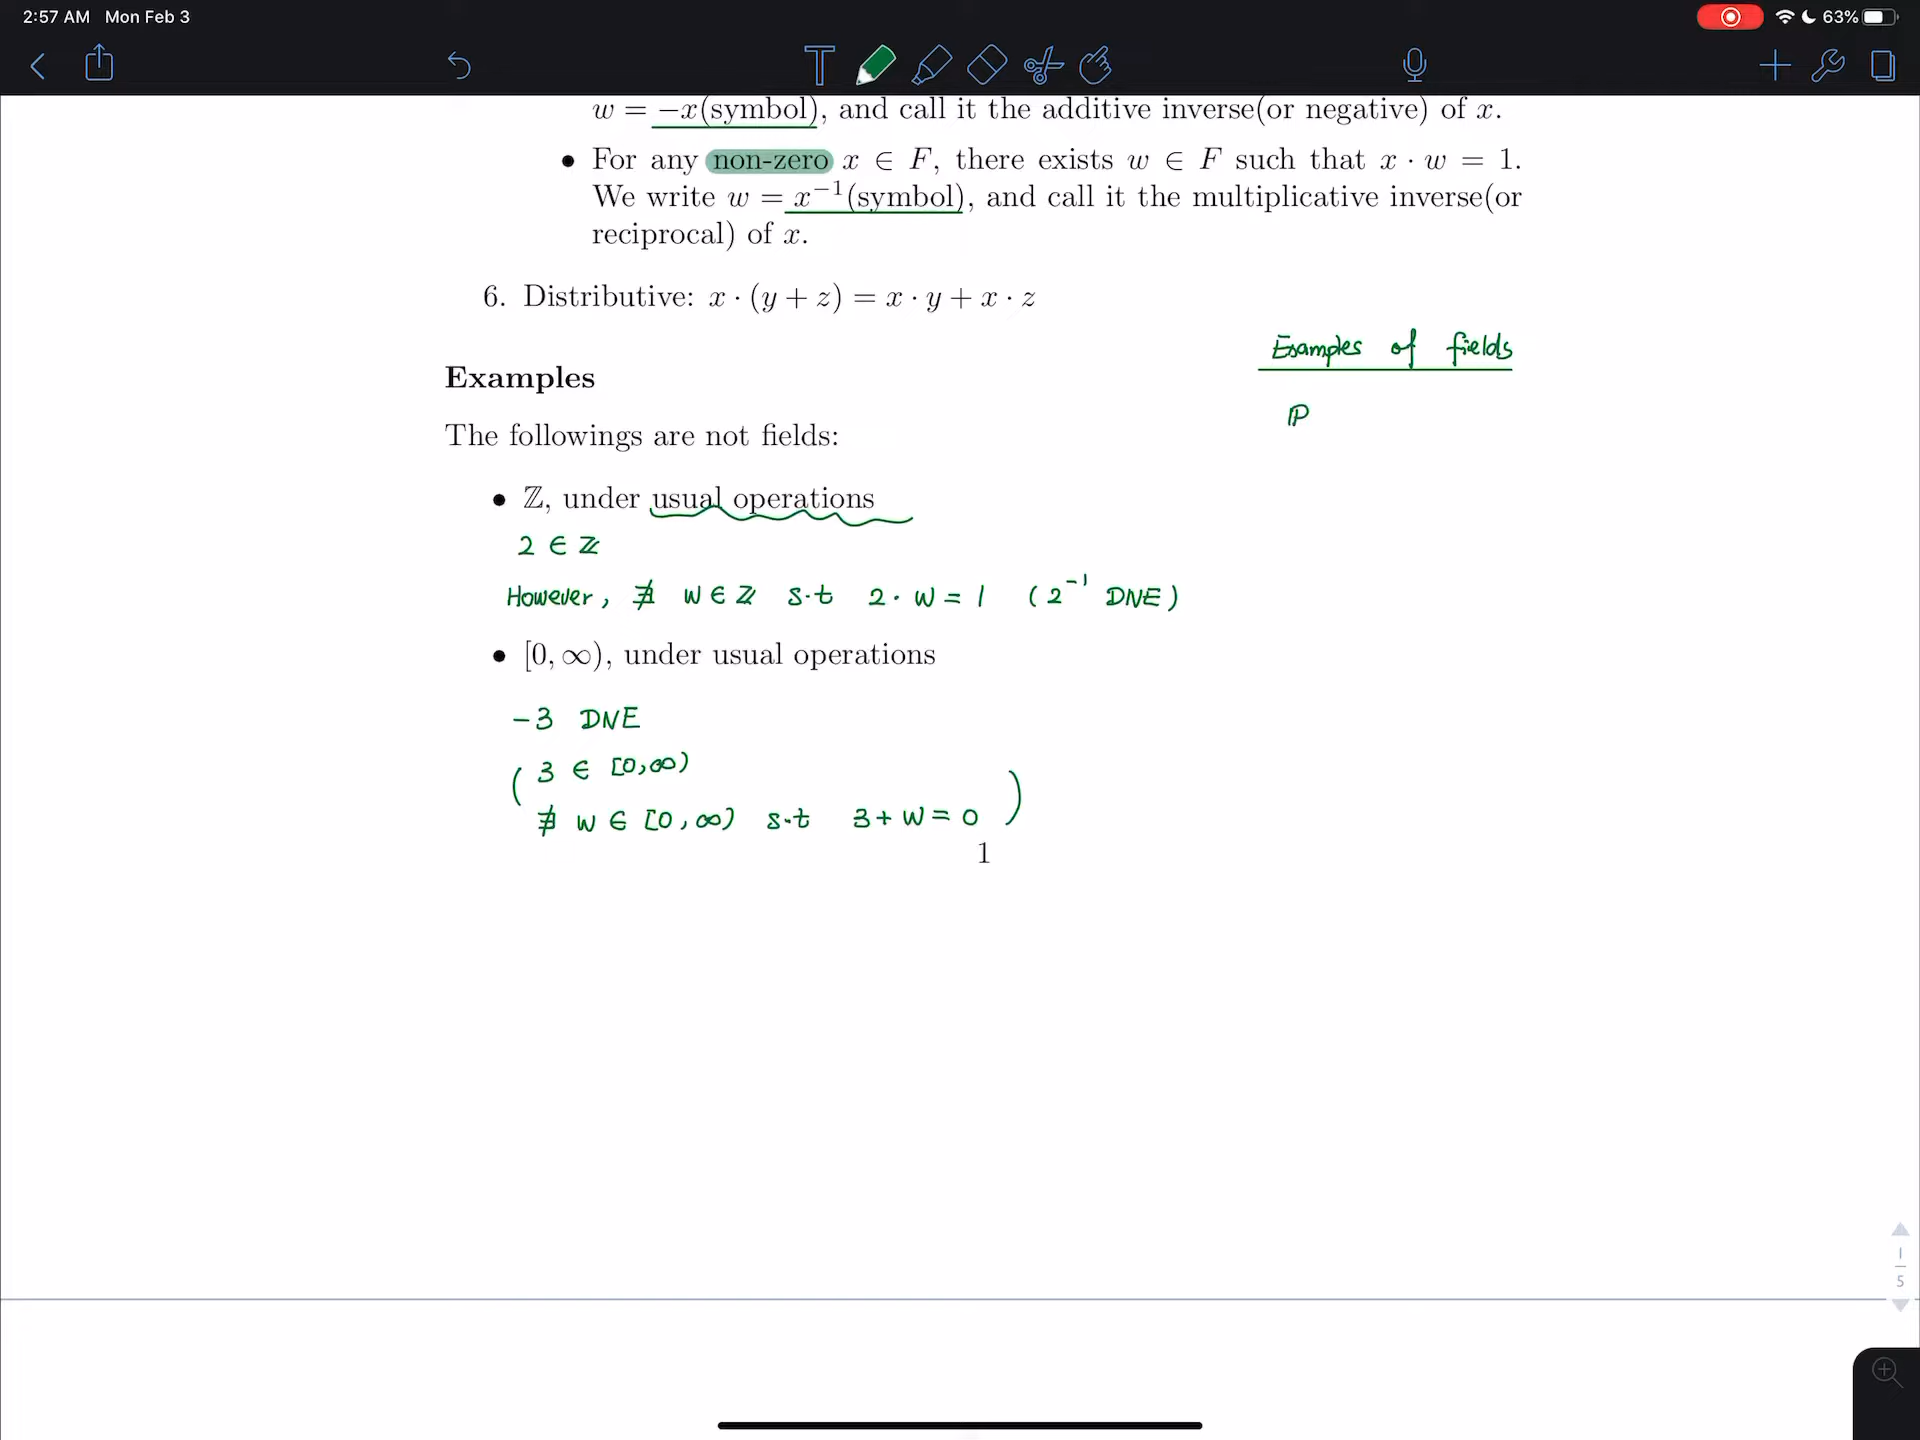 2:57 AM Mon Feb 3
63%
w = −x(symbol), and call it the additive inverse(or negative) of x.
• For any non-zero x ∈ F, there exists w ∈ F such that x · w = 1.
We write w = x⁻¹(symbol), and call it the multiplicative inverse(or
reciprocal) of x.
6. Distributive: x · (y + z) = x · y + x · z
Examples of fields
Examples
ℙ
The followings are not fields:
• ℤ, under usual operations
2 ∈ ℤ
However, ∄ w ∈ ℤ s.t 2 · w = 1 (2⁻¹ DNE)
• [0, ∞), under usual operations
−3 DNE
( 3 ∈ [0,∞)
∄ w ∈ [0,∞) s.t 3 + w = 0 )
1
1
5